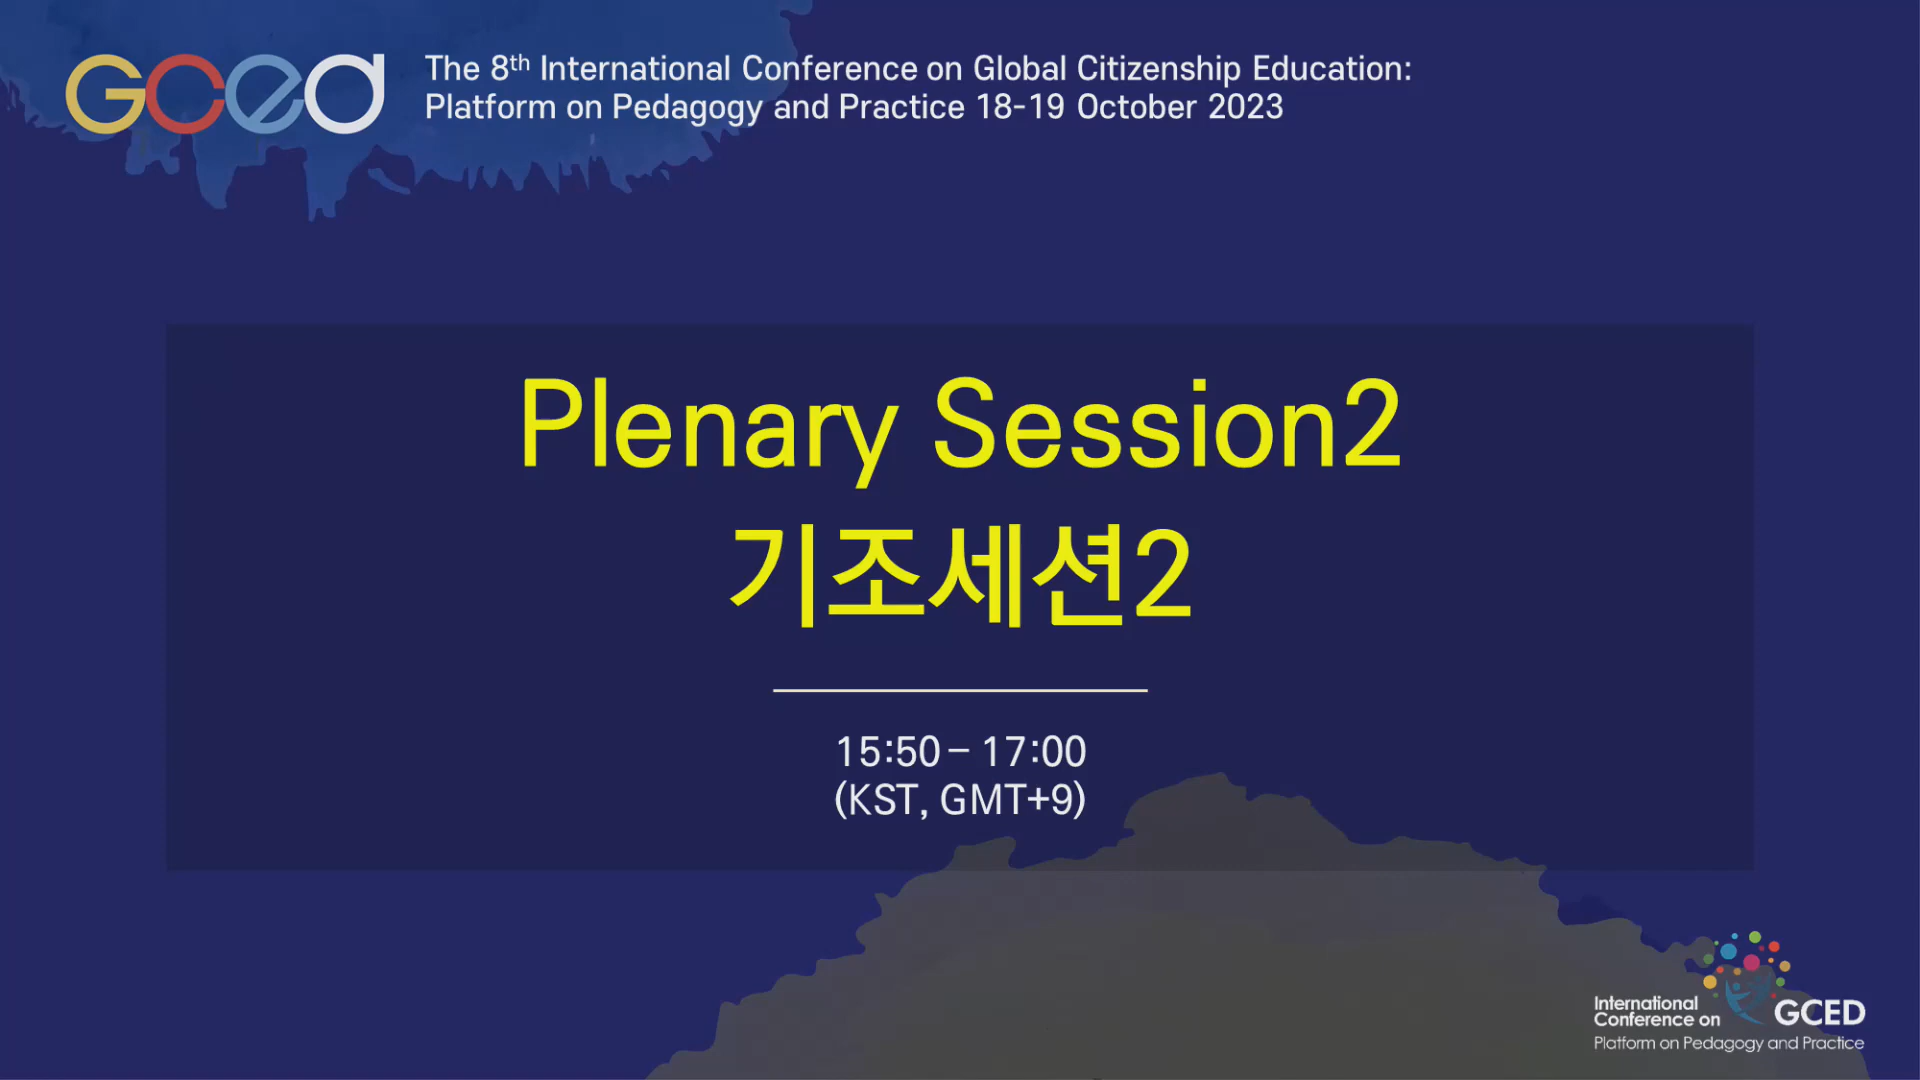 GCed
The 8th International Conference on Global Citizenship Education:
Platform on Pedagogy and Practice 18-19 October 2023
Plenary Session2
기조세션2
15:50 – 17:00
(KST, GMT+9)
International
Conference on GCED
Platform on Pedagogy and Practice